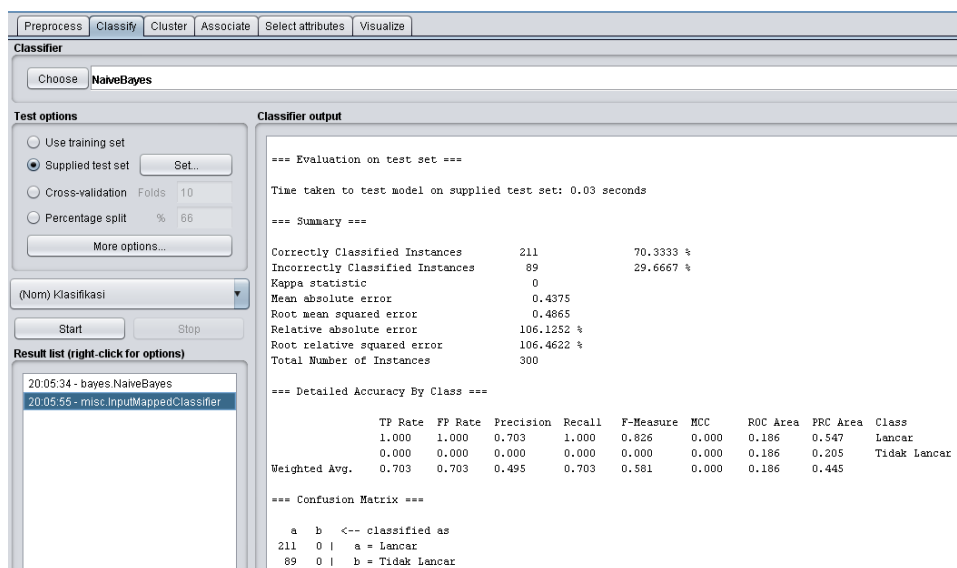 Preprocess Classify Cluster Associate Select attributes Visualize
Classifier
Choose NaiveBayes
Test options
Use training set
Supplied test set Set...
Cross-validation Folds 10
Percentage split % 66
More options...
(Nom) Klasifikasi
Start Stop
Result list (right-click for options)
20:05:34 - bayes.NaiveBayes
20:05:55 - misc.InputMappedClassifier
Classifier output
=== Evaluation on test set ===
Time taken to test model on supplied test set: 0.03 seconds
=== Summary ===
Correctly Classified Instances 211 70.3333 %
Incorrectly Classified Instances 89 29.6667 %
Kappa statistic 0
Mean absolute error 0.4375
Root mean squared error 0.4865
Relative absolute error 106.1252 %
Root relative squared error 106.4622 %
Total Number of Instances 300
=== Detailed Accuracy By Class ===
TP Rate FP Rate Precision Recall F-Measure MCC ROC Area PRC Area Class
1.000 1.000 0.703 1.000 0.826 0.000 0.186 0.547 Lancar
0.000 0.000 0.000 0.000 0.000 0.000 0.186 0.205 Tidak Lancar
Weighted Avg. 0.703 0.703 0.495 0.703 0.581 0.000 0.186 0.445
=== Confusion Matrix ===
a b <-- classified as
211 0 | a = Lancar
89 0 | b = Tidak Lancar